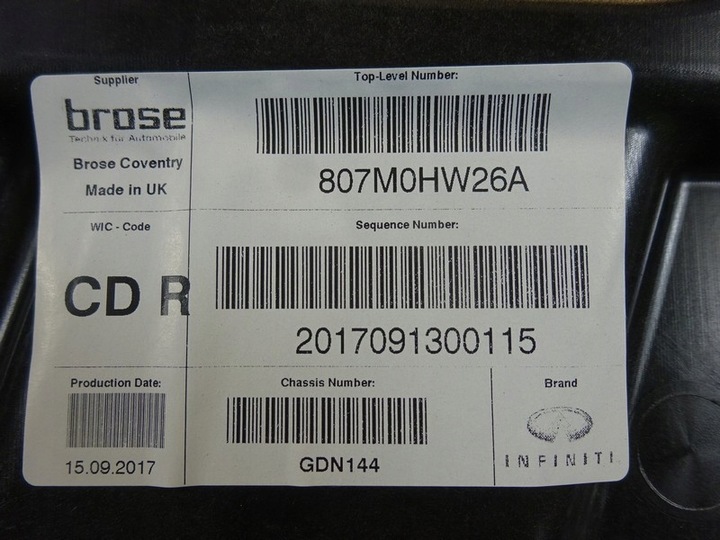 Supplier
brose
Technik für Automobile
Brose Coventry
Made in UK
Top-Level Number:
807M0HW26A
WIC - Code
CD R
Sequence Number:
2017091300115
Production Date:
15.09.2017
Chassis Number:
GDN144
Brand
INFINITI